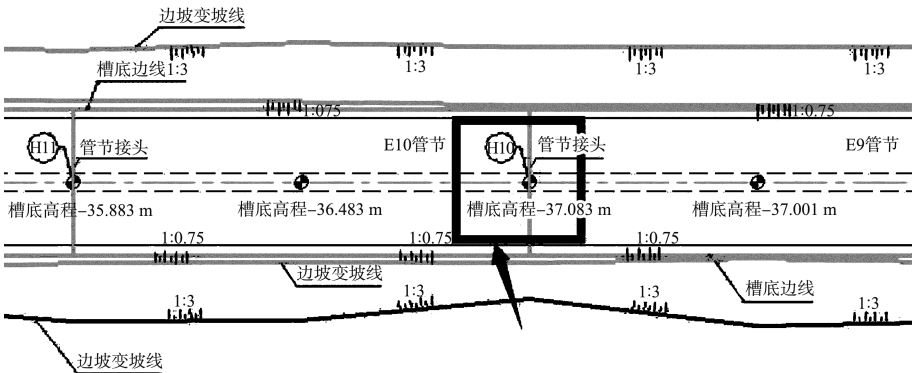 边坡变坡线
1:3
1:3
1:3
1:3
槽底边线
1:075
1:0.75
H11
管节接头
E10管节
H10
管节接头
E9管节
槽底高程–35.883 m
槽底高程–36.483 m
槽底高程–37.083 m
槽底高程–37.001 m
1:0.75
1:0.75
1:0.75
边坡变坡线
槽底边线
1:3
1:3
1:3
1:3
边坡变坡线